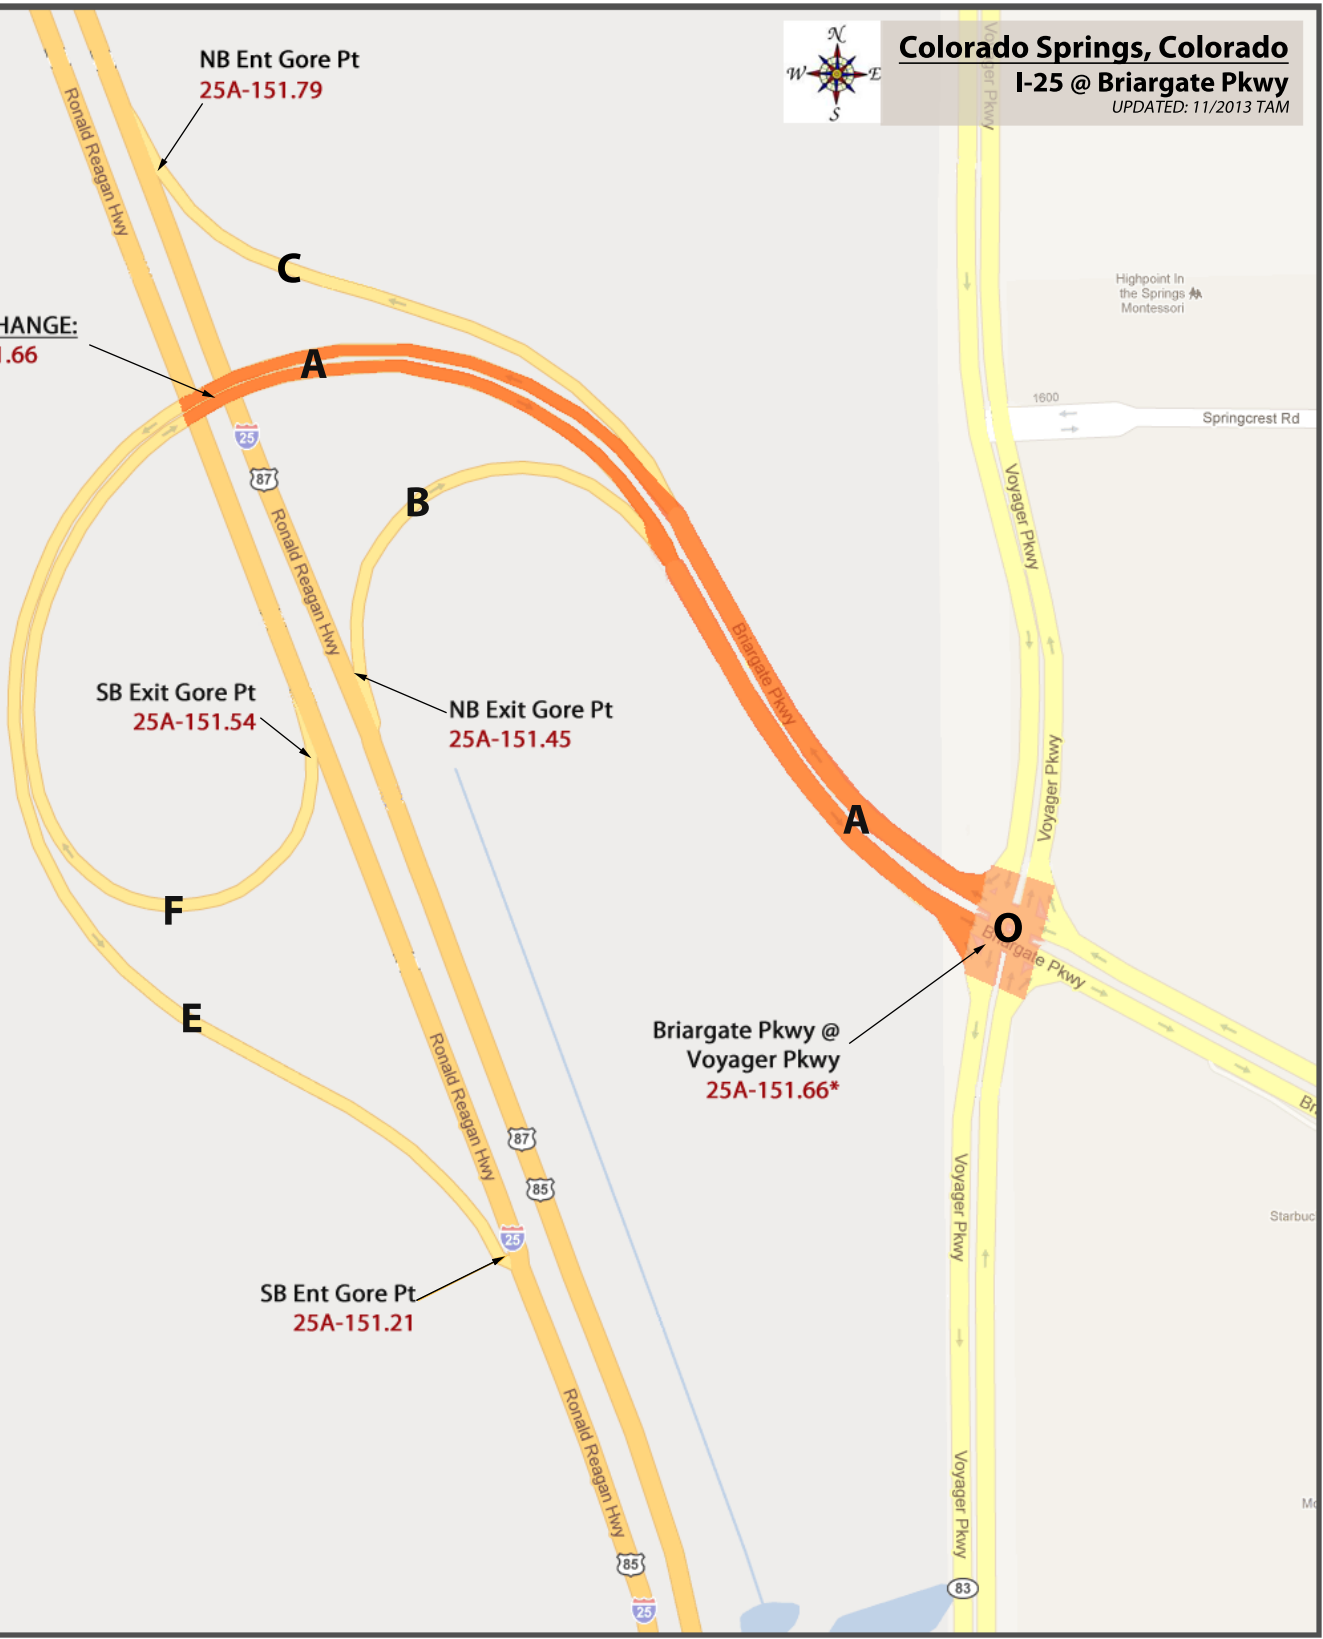 N
W E
S
Colorado Springs, Colorado
I-25 @ Briargate Pkwy
UPDATED: 11/2013 TAM
Voyager Pkwy
NB Ent Gore Pt
25A-151.79
Ronald Reagan Hwy
C
Highpoint In
the Springs
Montessori
HANGE:
1.66
A
1600
Springcrest Rd
25
87
B
Voyager Pkwy
Ronald Reagan Hwy
Briargate Pkwy
SB Exit Gore Pt
25A-151.54
NB Exit Gore Pt
25A-151.45
Voyager Pkwy
A
F
O
Briargate Pkwy
E
Briargate Pkwy @
Voyager Pkwy
25A-151.66*
Ronald Reagan Hwy
Br
87
85
Voyager Pkwy
Starbuc
25
SB Ent Gore Pt
25A-151.21
Ronald Reagan Hwy
Voyager Pkwy
Mo
85
83
25